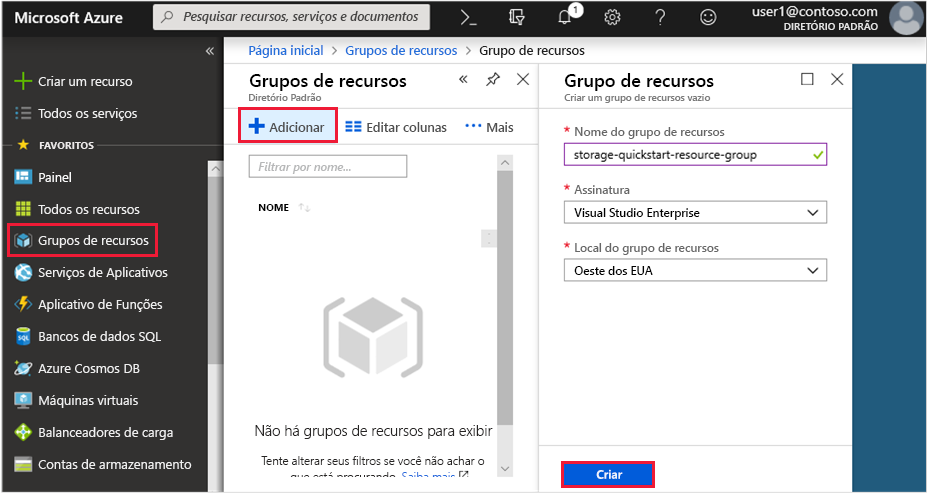 Microsoft Azure
Pesquisar recursos, serviços e documentos
1
user1@contoso.com
DIRETÓRIO PADRÃO
Criar um recurso
Todos os serviços
FAVORITOS
Painel
Todos os recursos
Grupos de recursos
Serviços de Aplicativos
Aplicativo de Funções
Bancos de dados SQL
Azure Cosmos DB
Máquinas virtuais
Balanceadores de carga
Contas de armazenamento
Página inicial > Grupos de recursos > Grupo de recursos
Grupos de recursos
Diretório Padrão
Adicionar
Editar colunas
Mais
Filtrar por nome...
NOME
Não há grupos de recursos para exibir
Tente alterar seus filtros se você não achar o
que está procurando. Saiba mais
Grupo de recursos
Criar um grupo de recursos vazio
* Nome do grupo de recursos
storage-quickstart-resource-group
* Assinatura
Visual Studio Enterprise
* Local do grupo de recursos
Oeste dos EUA
Criar